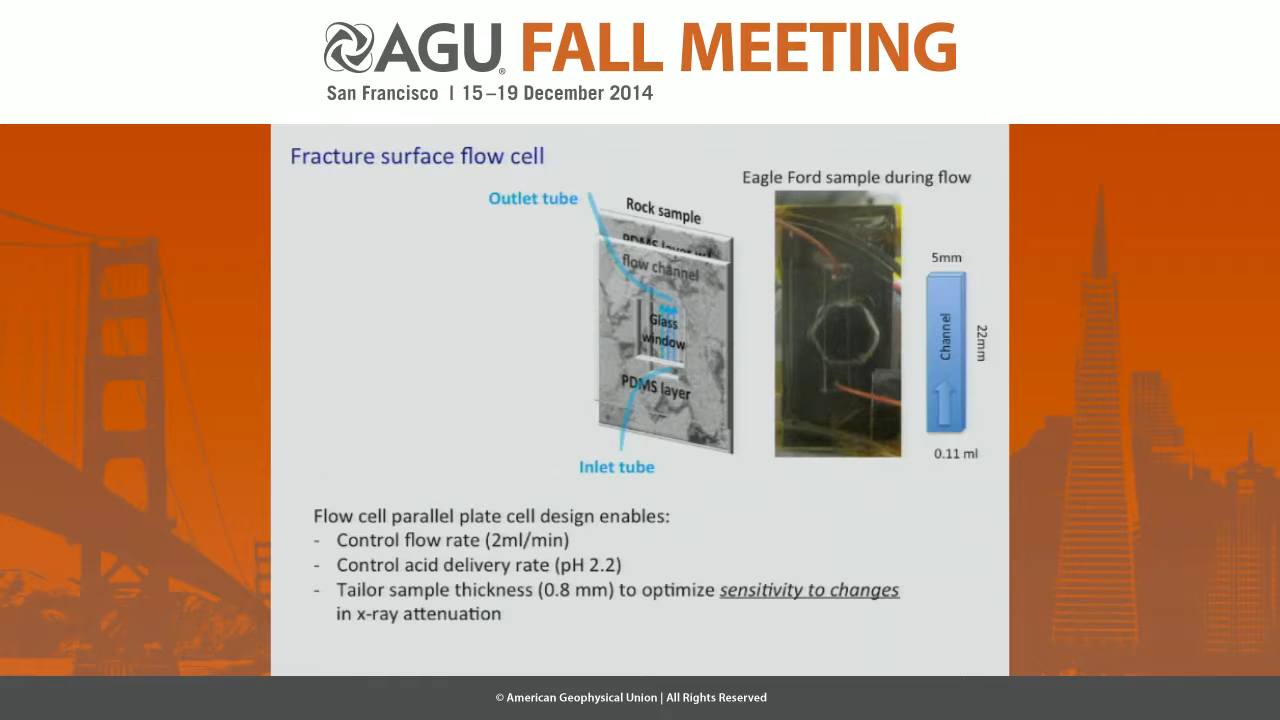 AGU® FALL MEETING
San Francisco | 15–19 December 2014
Fracture surface flow cell
Eagle Ford sample during flow
Outlet tube
Rock sample
PDMS layer w/
flow channel
Glass
window
PDMS layer
Inlet tube
5mm
Channel
22mm
0.11 ml
Flow cell parallel plate cell design enables:
- Control flow rate (2ml/min)
- Control acid delivery rate (pH 2.2)
- Tailor sample thickness (0.8 mm) to optimize sensitivity to changes
in x-ray attenuation
© American Geophysical Union | All Rights Reserved